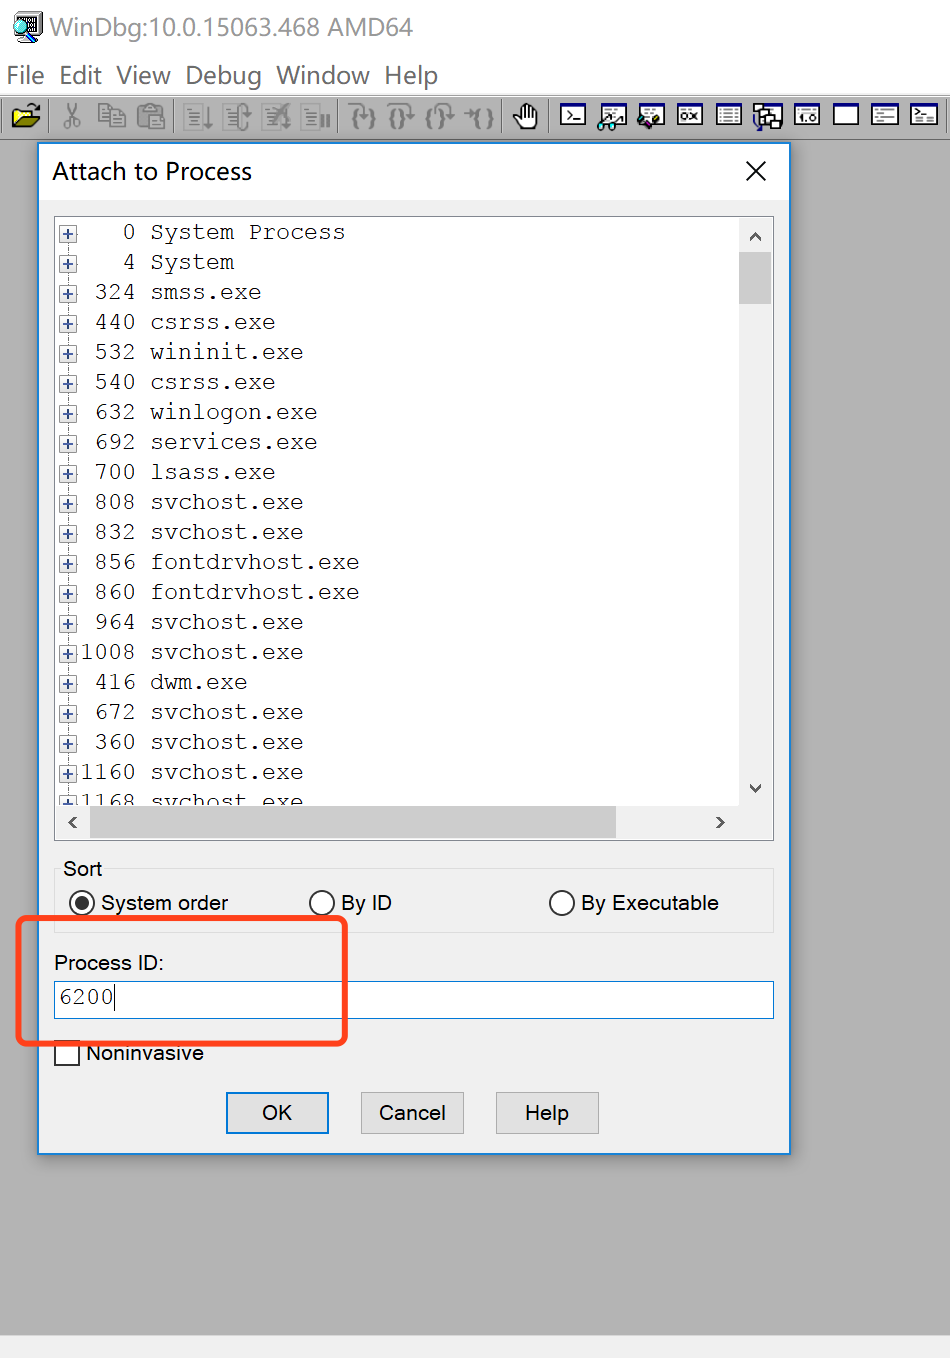 WinDbg:10.0.15063.468 AMD64
File Edit View Debug Window Help
Attach to Process
0 System Process
4 System
324 smss.exe
440 csrss.exe
532 wininit.exe
540 csrss.exe
632 winlogon.exe
692 services.exe
700 lsass.exe
808 svchost.exe
832 svchost.exe
856 fontdrvhost.exe
860 fontdrvhost.exe
964 svchost.exe
1008 svchost.exe
416 dwm.exe
672 svchost.exe
360 svchost.exe
1160 svchost.exe
1168 svchost.exe
Sort
System order By ID By Executable
Process ID:
6200
Noninvasive
OK Cancel Help